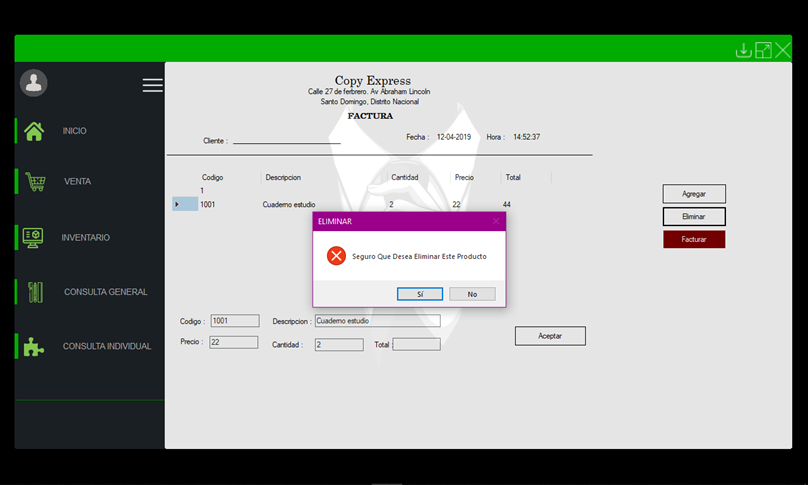 Copy Express
Calle 27 de ferbrero. Av Abraham Lincoln
Santo Domingo, Distrito Nacional
FACTURA
Cliente :
Fecha : 12-04-2019 Hora : 14:52:37
INICIO
VENTA
INVENTARIO
CONSULTA GENERAL
CONSULTA INDIVIDUAL
Codigo Descripcion Cantidad Precio Total
1
1001 Cuaderno estudio 2 22 44
Agregar
Eliminar
Facturar
ELIMINAR
Seguro Que Desea Eliminar Este Producto
Sí No
Codigo : 1001 Descripcion : Cuaderno estudio
Precio : 22 Cantidad : 2 Total :
Aceptar